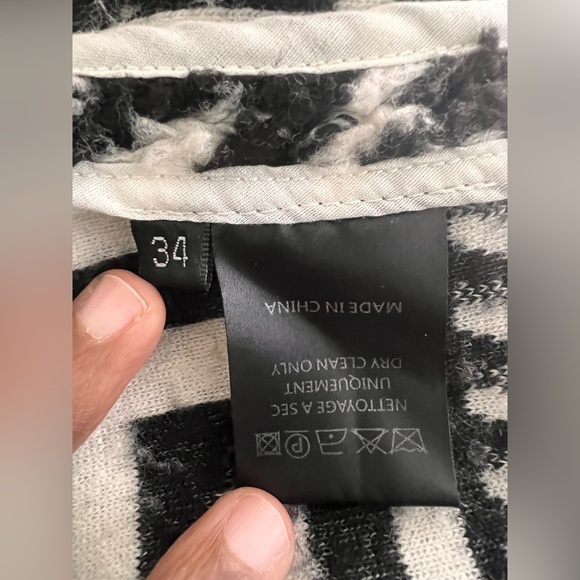 34
NETTOYAGE A SEC
UNIQUEMENT
DRY CLEAN ONLY
MADE IN CHINA